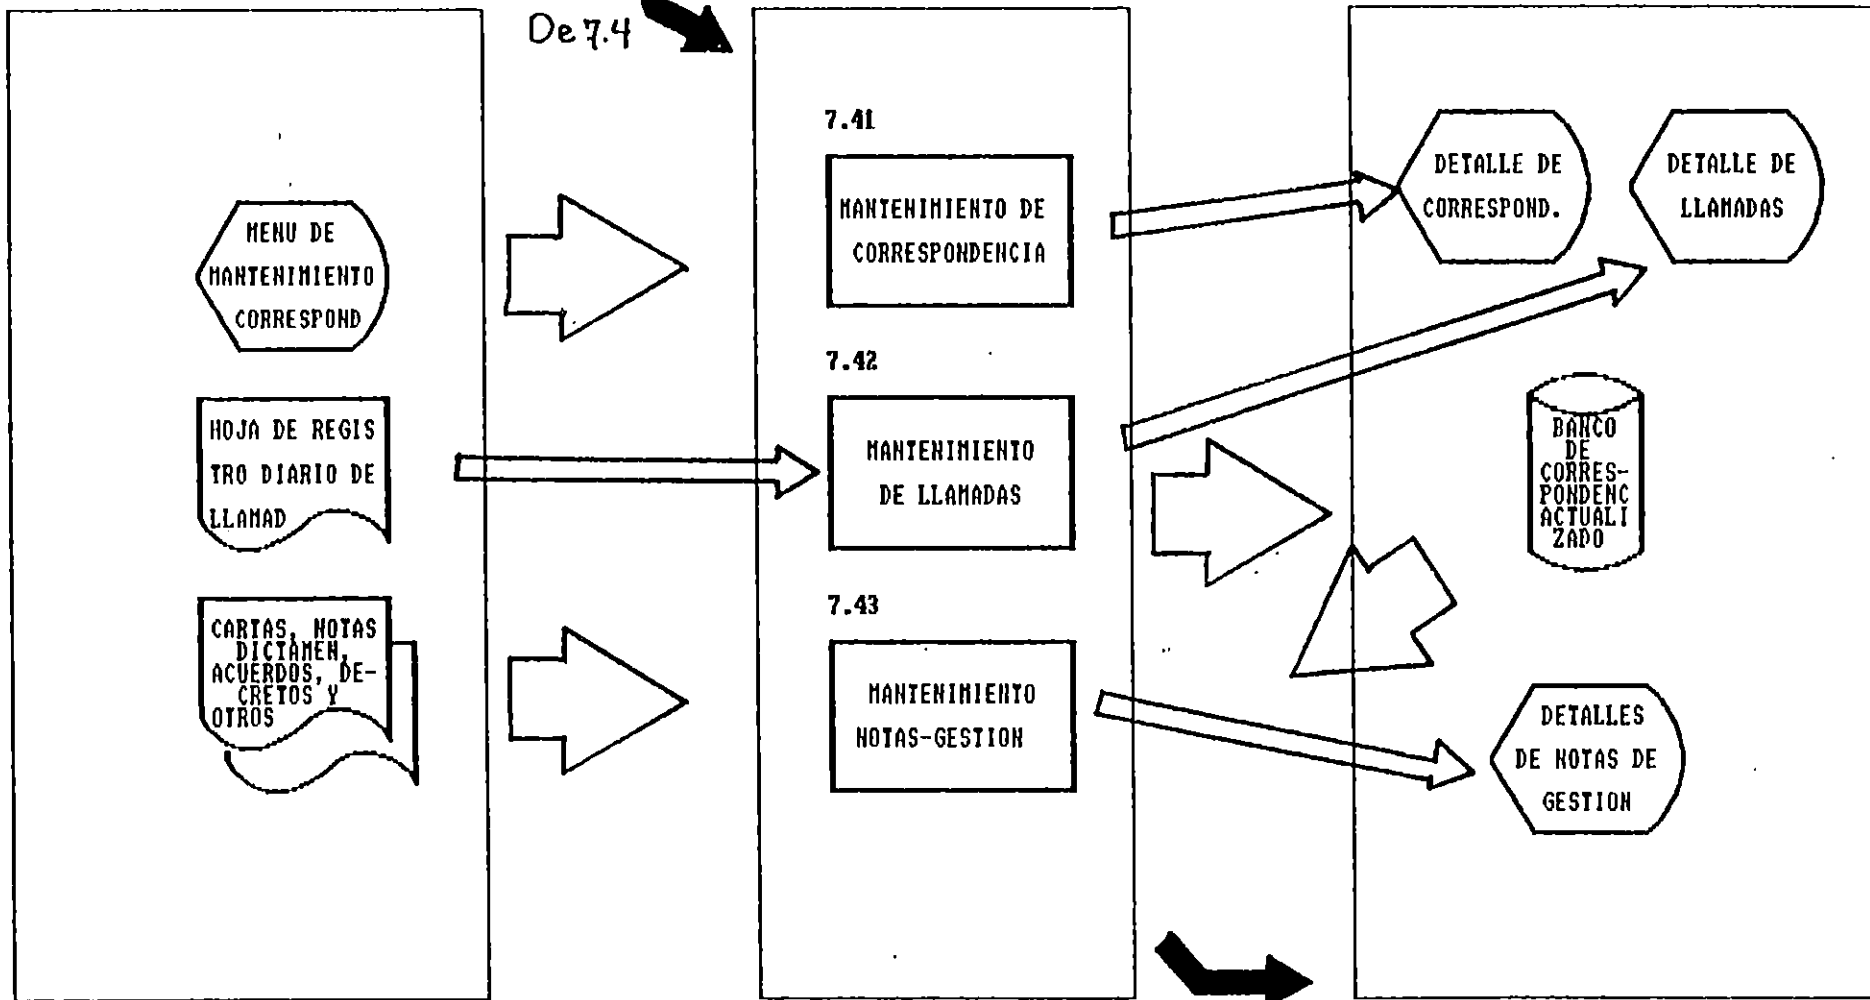 De 7.4
MENU DE
MANTENIMIENTO
CORRESPOND
HOJA DE REGIS
TRO DIARIO DE
LLAMAD
CARTAS, NOTAS
DICTAMEN,
ACUERDOS, DE-
CRETOS Y
OTROS
7.41
MANTENIMIENTO DE
CORRESPONDENCIA
7.42
MANTENIMIENTO
DE LLAMADAS
7.43
MANTENIMIENTO
NOTAS-GESTION
DETALLE DE
CORRESPOND.
DETALLE DE
LLAMADAS
BANCO
DE
CORRES-
PONDENC
ACTUALI
ZADO
DETALLES
DE NOTAS DE
GESTION